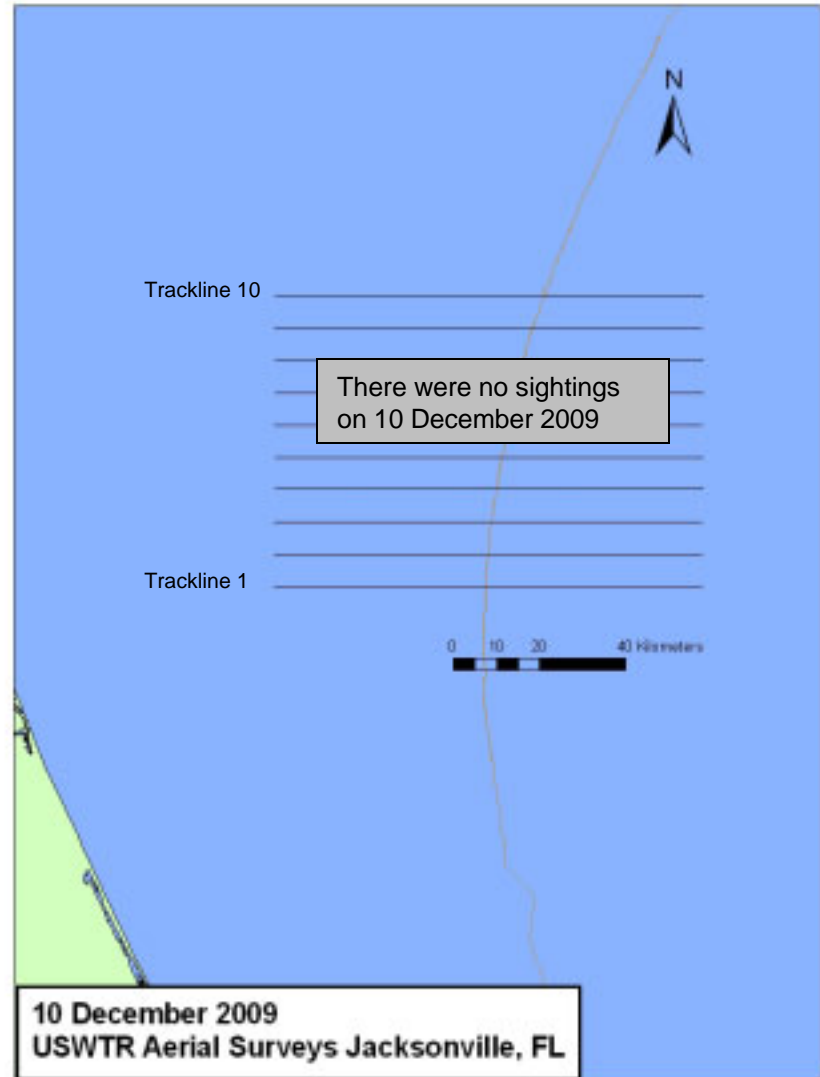 N
Trackline 10
There were no sightings
on 10 December 2009
Trackline 1
0 10 20 40 Kilometers
10 December 2009
USWTR Aerial Surveys Jacksonville, FL